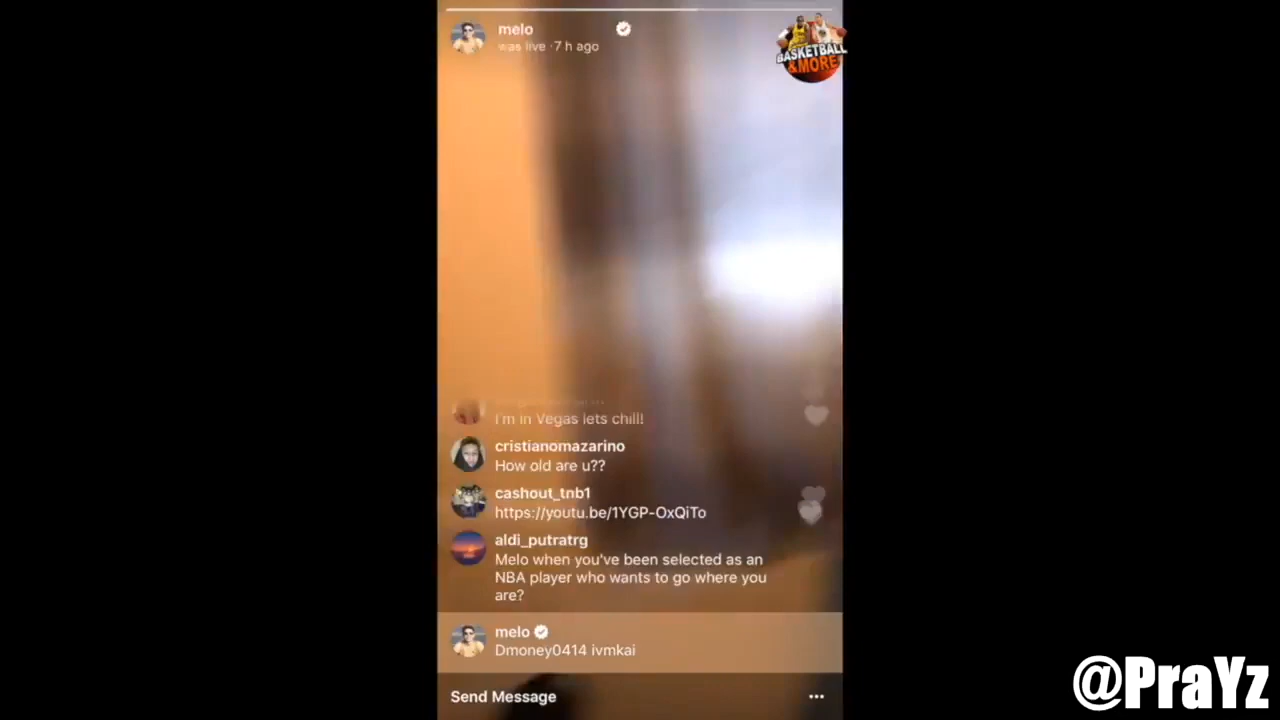 melo
was live · 7 h ago
BASKETBALL
&MORE
I'm in Vegas lets chill!
cristianomazarino
How old are u??
cashout_tnb1
https://youtu.be/1YGP-OxQiTo
aldi_putratrg
Melo when you've been selected as an
NBA player who wants to go where you
are?
melo
Dmoney0414 ivmkai
Send Message
@PraYz